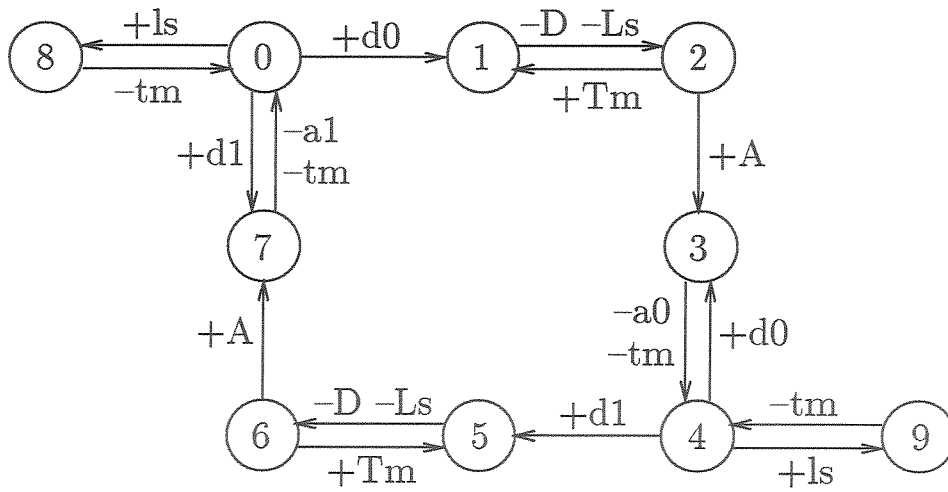 +ls
+d0
–D –Ls
8
0
1
2
–tm
+Tm
+d1
–a1
–tm
+A
7
3
+A
–a0
–tm
+d0
–D –Ls
+d1
–tm
6
5
4
9
+Tm
+ls